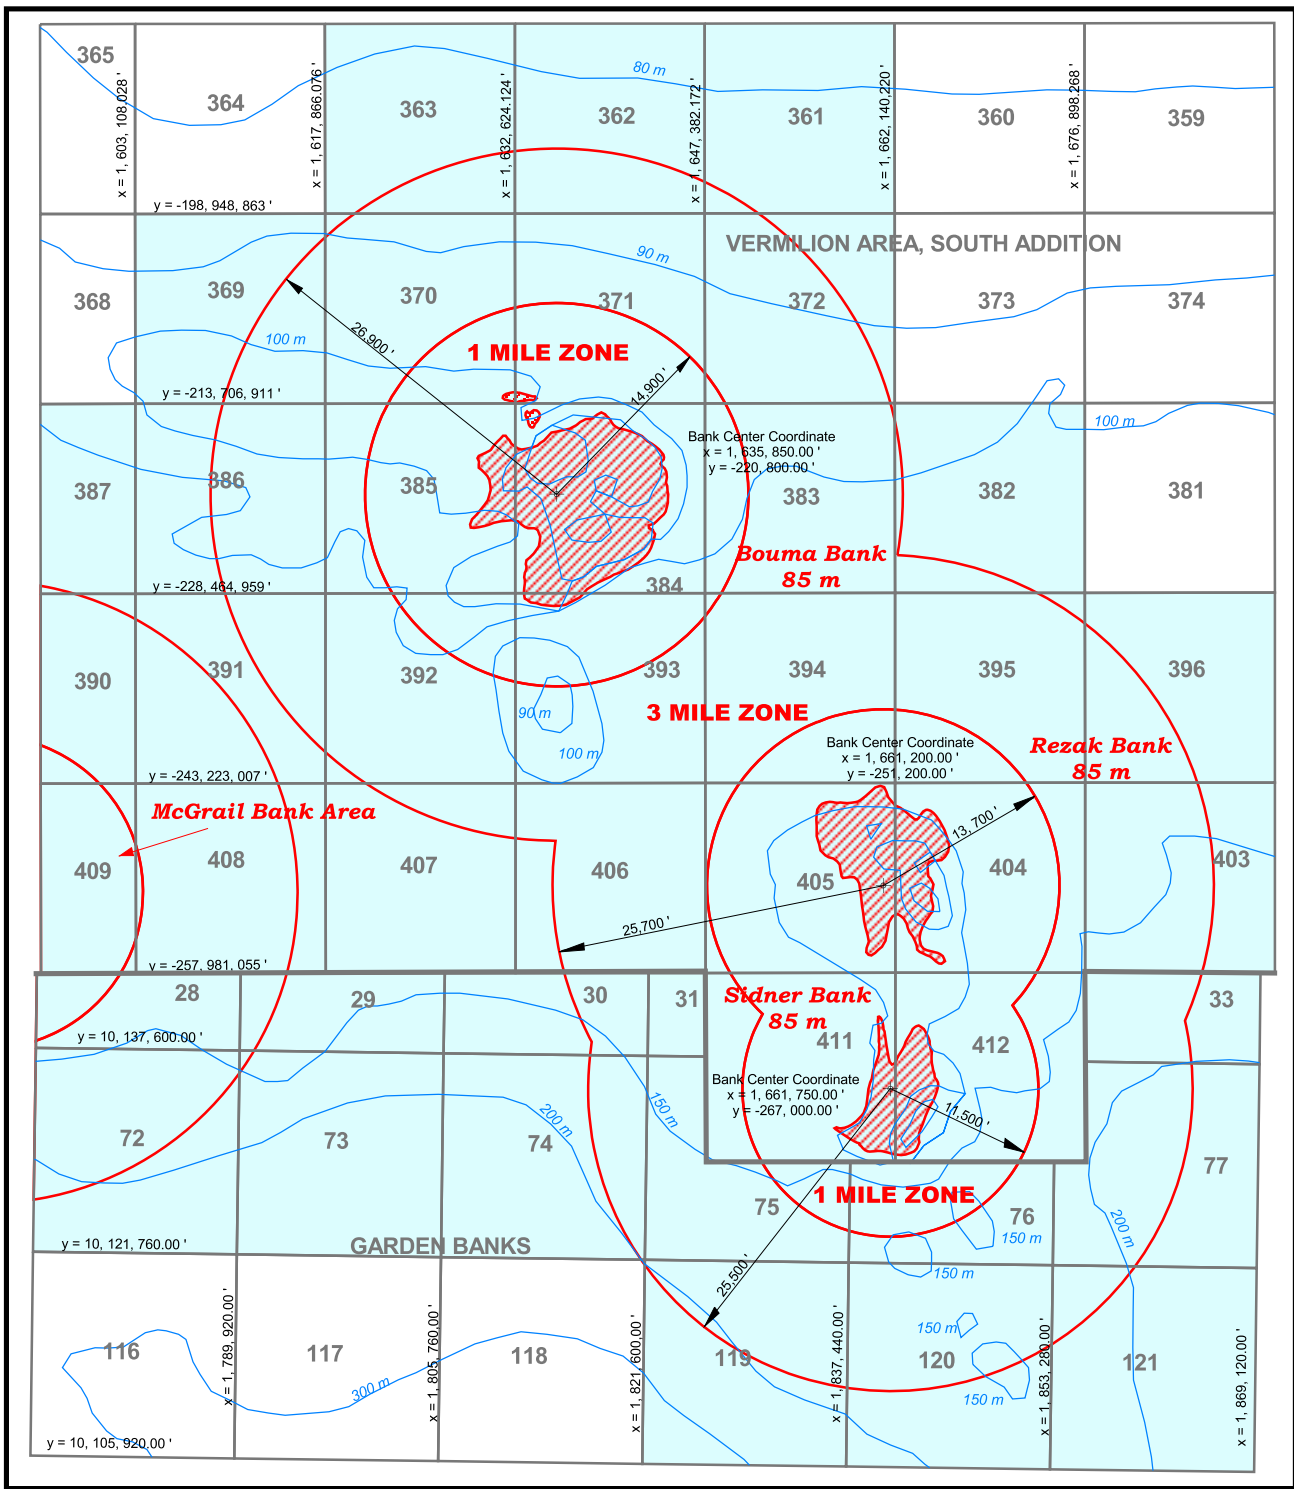 365
364
363
362
361
360
359
80 m
x = 1, 603, 108.028 '
x = 1, 617, 866.076 '
x = 1, 632, 624.124 '
x = 1, 647, 382.172 '
x = 1, 662, 140,220 '
x = 1, 676, 898.268 '
y = -198, 948, 863 '
VERMILION AREA, SOUTH ADDITION
90 m
368
369
370
371
372
373
374
100 m
26,900 '
1 MILE ZONE
14,900 '
y = -213, 706, 911 '
100 m
Bank Center Coordinate
x = 1, 635, 850.00 '
y = -220, 800.00 '
387
386
385
383
382
381
Bouma Bank
85 m
384
y = -228, 464, 959 '
390
391
392
393
394
395
396
90 m
100 m
3 MILE ZONE
Bank Center Coordinate
x = 1, 661, 200.00 '
y = -251, 200.00 '
Rezak Bank
85 m
y = -243, 223, 007 '
McGrail Bank Area
13, 700 '
409
408
407
406
405
404
403
25,700 '
y = -257, 981, 055 '
28
29
30
31
33
Sidner Bank
85 m
411
412
y = 10, 137, 600.00 '
Bank Center Coordinate
x = 1, 661, 750.00 '
y = -267, 000.00 '
11,500 '
200 m
150 m
72
73
74
75
76
77
1 MILE ZONE
200 m
150 m
y = 10, 121, 760.00 '
GARDEN BANKS
150 m
25,500 '
150 m
116
117
118
119
120
121
300 m
150 m
x = 1, 789, 920.00 '
x = 1, 805, 760.00 '
x = 1, 821, 600.00 '
x = 1, 837, 440.00 '
x = 1, 853, 280.00 '
x = 1, 869, 120.00 '
y = 10, 105, 920.00 '